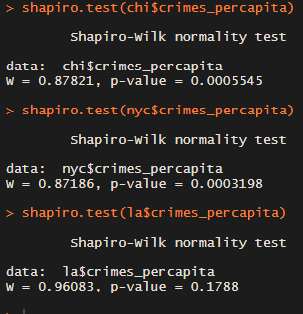 > shapiro.test(chi$crimes_percapita)
Shapiro-Wilk normality test
data: chi$crimes_percapita
W = 0.87821, p-value = 0.0005545
> shapiro.test(nyc$crimes_percapita)
Shapiro-Wilk normality test
data: nyc$crimes_percapita
W = 0.87186, p-value = 0.0003198
> shapiro.test(la$crimes_percapita)
Shapiro-Wilk normality test
data: la$crimes_percapita
W = 0.96083, p-value = 0.1788
>